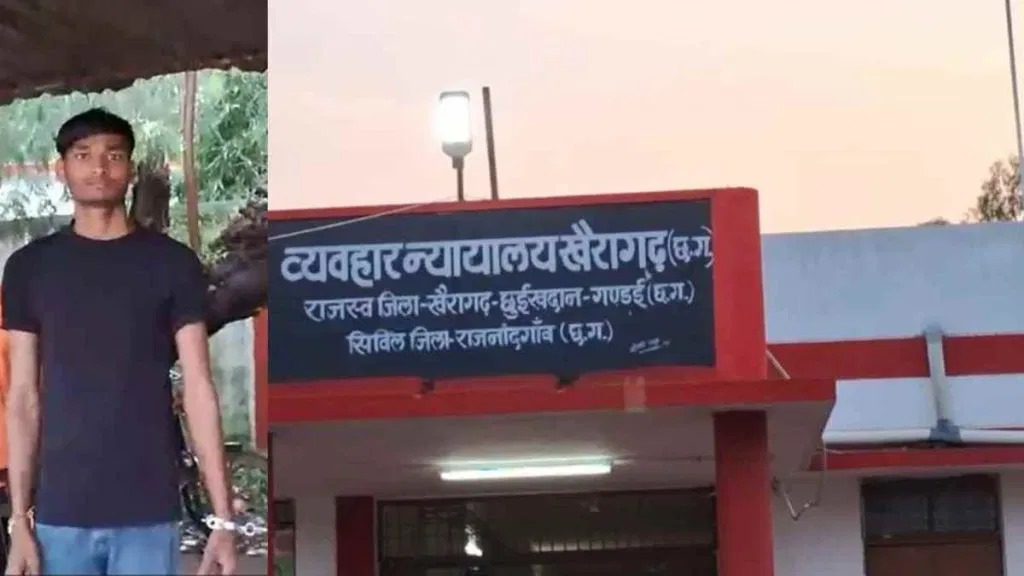 व्यवहार न्यायालय खैरागढ़ (छ.ग.)
राजस्व जिला-खैरागढ़-छुईखदान-गण्डई (छ.ग.)
सिविल जिला-राजनांदगाँव (छ.ग.)